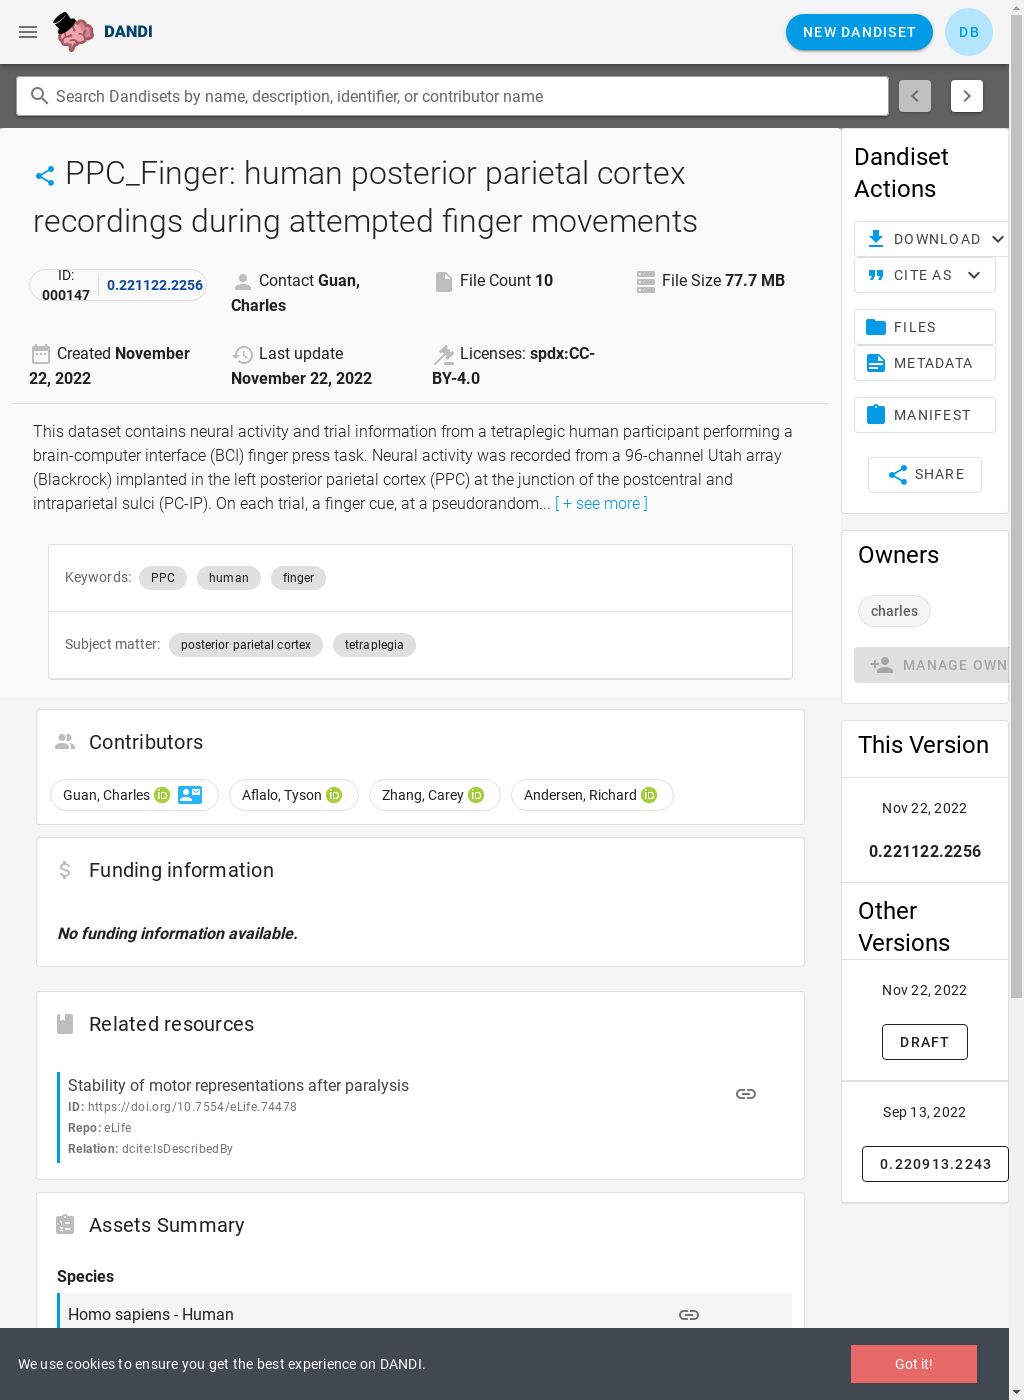 DANDI
NEW DANDISET
DB
Search Dandisets by name, description, identifier, or contributor name
PPC_Finger: human posterior parietal cortex
recordings during attempted finger movements
ID:
000147
0.221122.2256
Contact Guan,
Charles
File Count 10
File Size 77.7 MB
Created November
22, 2022
Last update
November 22, 2022
Licenses: spdx:CC-
BY-4.0
This dataset contains neural activity and trial information from a tetraplegic human participant performing a
brain-computer interface (BCI) finger press task. Neural activity was recorded from a 96-channel Utah array
(Blackrock) implanted in the left posterior parietal cortex (PPC) at the junction of the postcentral and
intraparietal sulci (PC-IP). On each trial, a finger cue, at a pseudorandom... [ + see more ]
Keywords: PPC human finger
Subject matter: posterior parietal cortex tetraplegia
Contributors
Guan, Charles iD
Aflalo, Tyson iD
Zhang, Carey iD
Andersen, Richard iD
Funding information
No funding information available.
Related resources
Stability of motor representations after paralysis
ID: https://doi.org/10.7554/eLife.74478
Repo: eLife
Relation: dcite:IsDescribedBy
Assets Summary
Species
Homo sapiens - Human
Dandiset
Actions
DOWNLOAD
CITE AS
FILES
METADATA
MANIFEST
SHARE
Owners
charles
MANAGE OWN
This Version
Nov 22, 2022
0.221122.2256
Other
Versions
Nov 22, 2022
DRAFT
Sep 13, 2022
0.220913.2243
We use cookies to ensure you get the best experience on DANDI.
Got it!